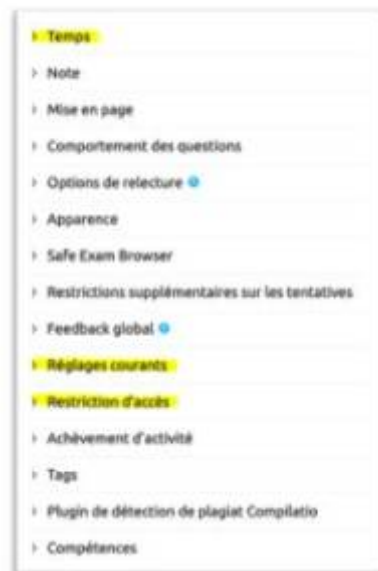 Temps
Note
Mise en page
Comportement des questions
Options de relecture
Apparence
Safe Exam Browser
Restrictions supplémentaires sur les tentatives
Feedback global
Réglages courants
Restriction d'accès
Achèvement d'activité
Tags
Plugin de détection de plagiat Compilatio
Compétences